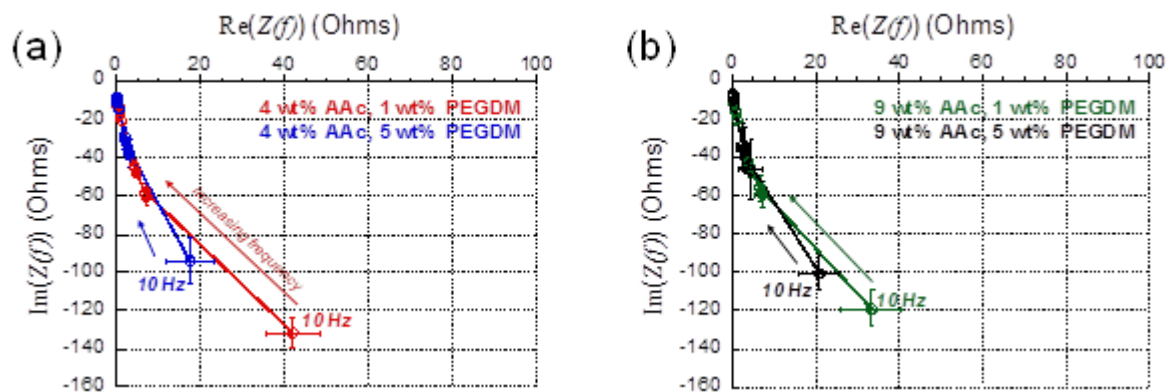 (a)
Re(Z(f)) (Ohms)
0 20 40 60 80 100
0
-20
-40
-60
-80
-100
-120
-140
-160
Im(Z(f)) (Ohms)
4 wt% AAc, 1 wt% PEGDM
4 wt% AAc, 5 wt% PEGDM
Increasing frequency
10 Hz
10 Hz
(b)
Re(Z(f)) (Ohms)
0 20 40 60 80 100
0
-20
-40
-60
-80
-100
-120
-140
-160
Im(Z(f)) (Ohms)
9 wt% AAc, 1 wt% PEGDM
9 wt% AAc, 5 wt% PEGDM
10 Hz
10 Hz